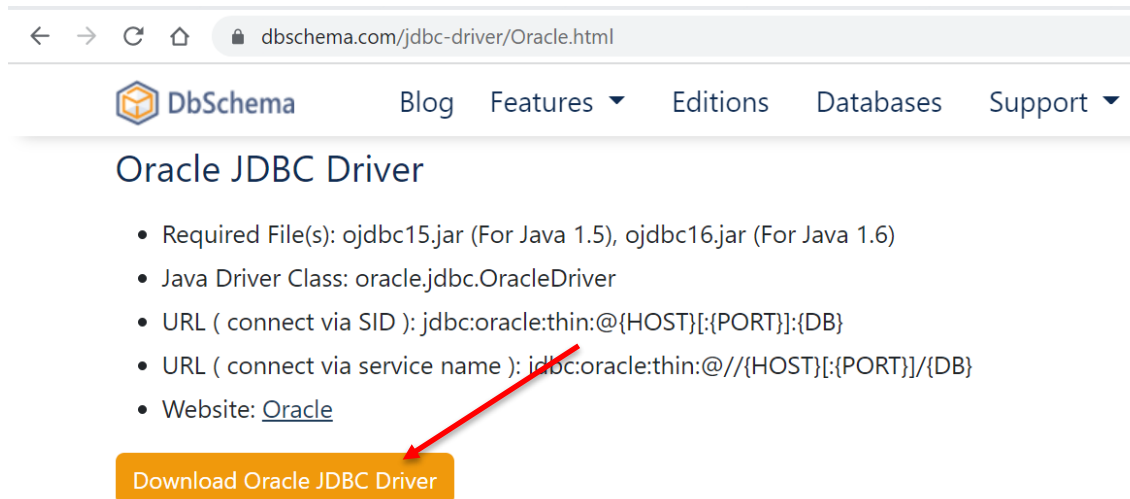 dbschema.com/jdbc-driver/Oracle.html
DbSchema Blog Features Editions Databases Support
Oracle JDBC Driver
• Required File(s): ojdbc15.jar (For Java 1.5), ojdbc16.jar (For Java 1.6)
• Java Driver Class: oracle.jdbc.OracleDriver
• URL ( connect via SID ): jdbc:oracle:thin:@{HOST}[:{PORT}]:{DB}
• URL ( connect via service name ): jdbc:oracle:thin:@//{HOST}[:{PORT}]/{DB}
• Website: Oracle
Download Oracle JDBC Driver